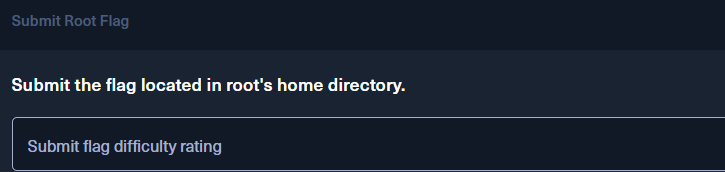 Submit Root Flag
Submit the flag located in root's home directory.
Submit flag difficulty rating